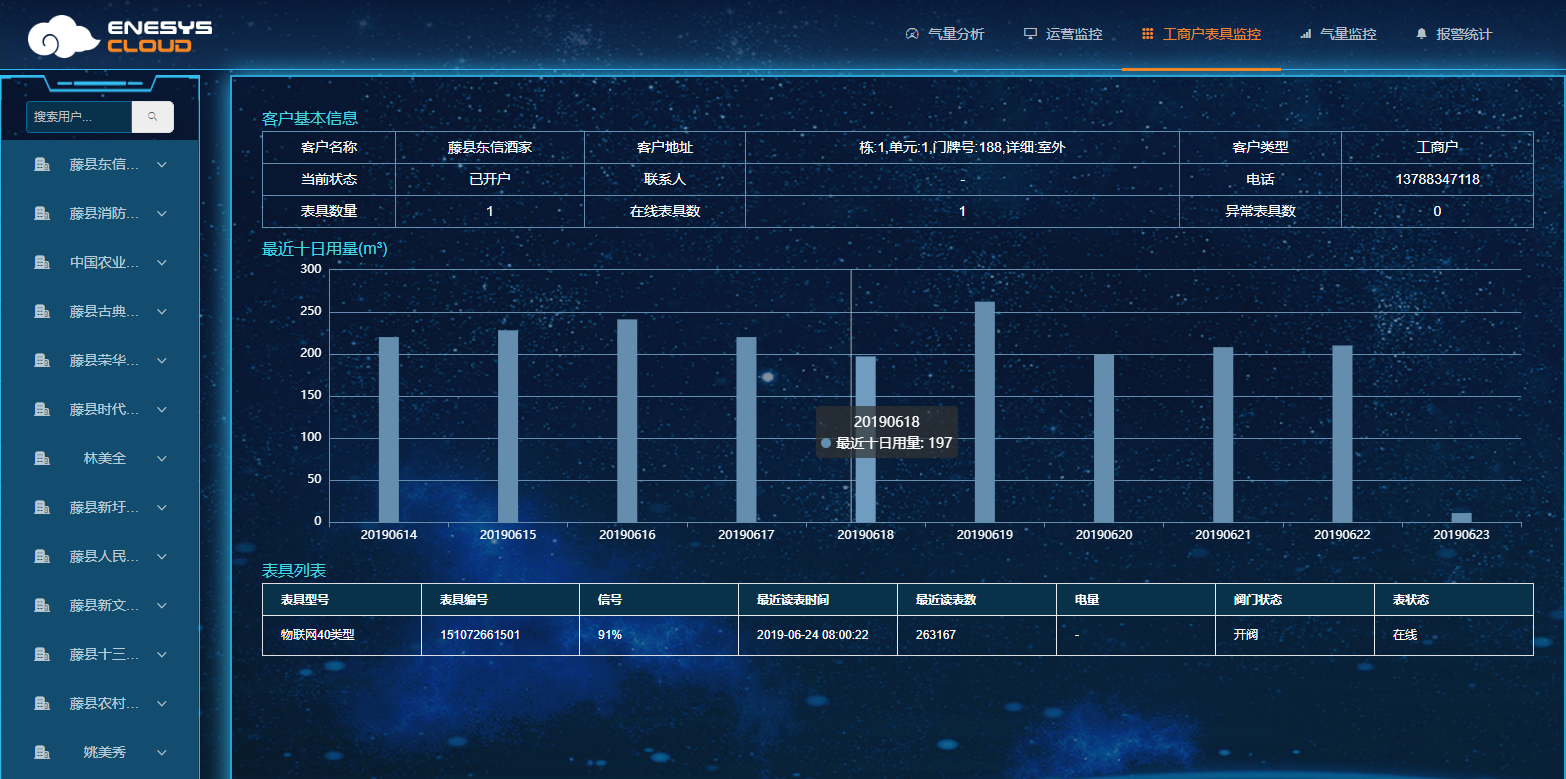 ENESYS
CLOUD
气量分析 运营监控 工商户表具监控 气量监控 报警统计
搜索用户...
藤县东信...
藤县消防...
中国农业...
藤县古典...
藤县荣华...
藤县时代...
林美全
藤县新圩...
藤县人民...
藤县新文...
藤县十三...
藤县农村...
姚美秀
客户基本信息
客户名称 藤县东信酒家 客户地址 栋:1,单元:1,门牌号:188,详细:室外 客户类型 工商户
当前状态 已开户 联系人 - 电话 13788347118
表具数量 1 在线表具数 1 异常表具数 0
最近十日用量(m³)
300
250
200
150
100
50
0
20190618
最近十日用量: 197
20190614 20190615 20190616 20190617 20190618 20190619 20190620 20190621 20190622 20190623
表具列表
表具型号 表具编号 信号 最近读表时间 最近读表数 电量 阀门状态 表状态
物联网40类型 151072661501 91% 2019-06-24 08:00:22 263167 - 开阀 在线